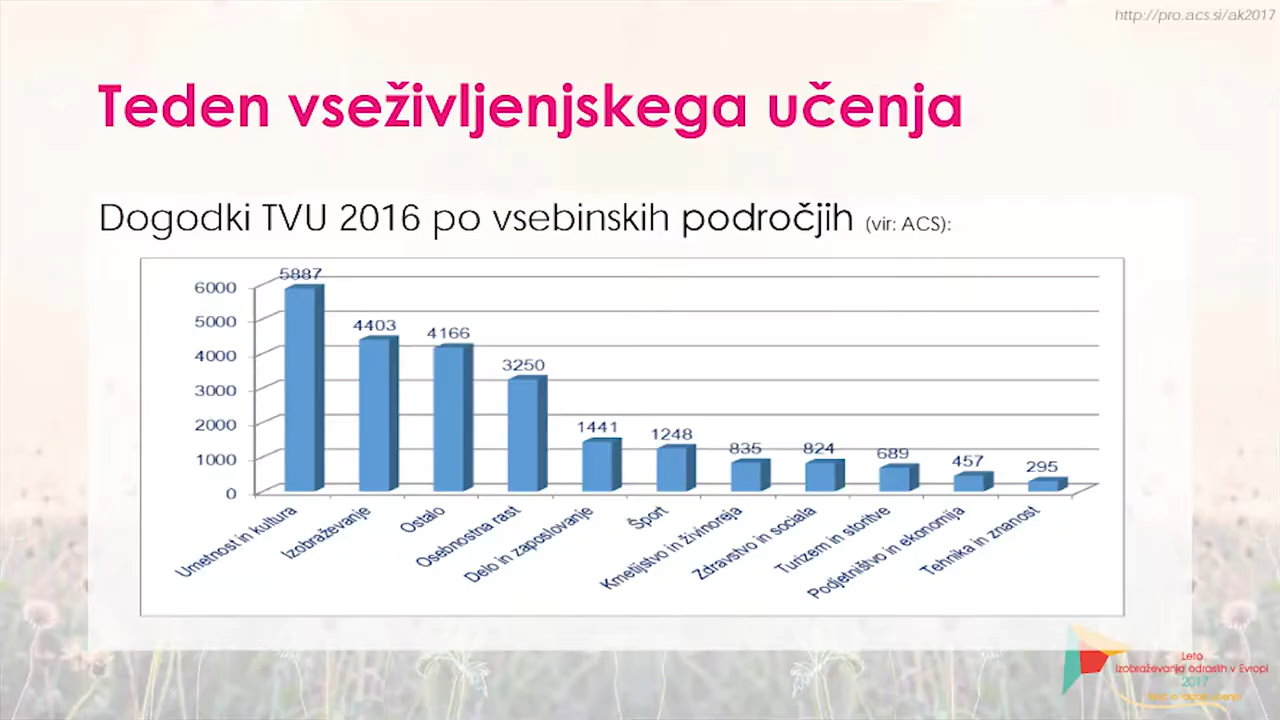 http://pro.acs.si/ak2017
Teden vseživljenjskega učenja
Dogodki TVU 2016 po vsebinskih področjih (vir: ACS):
5887
4403
4166
3250
1441
1248
835
824
689
457
295
6000
5000
4000
3000
2000
1000
0
Umetnost in kultura
Izobraževanje
Ostalo
Osebnostna rast
Delo in zaposlovanje
Šport
Kmetijstvo in živinoreja
Zdravstvo in sociala
Turizem in storitve
Podjetništvo in ekonomija
Tehnika in znanost
Leto
izobraževanja odraslih v Evropi
2017